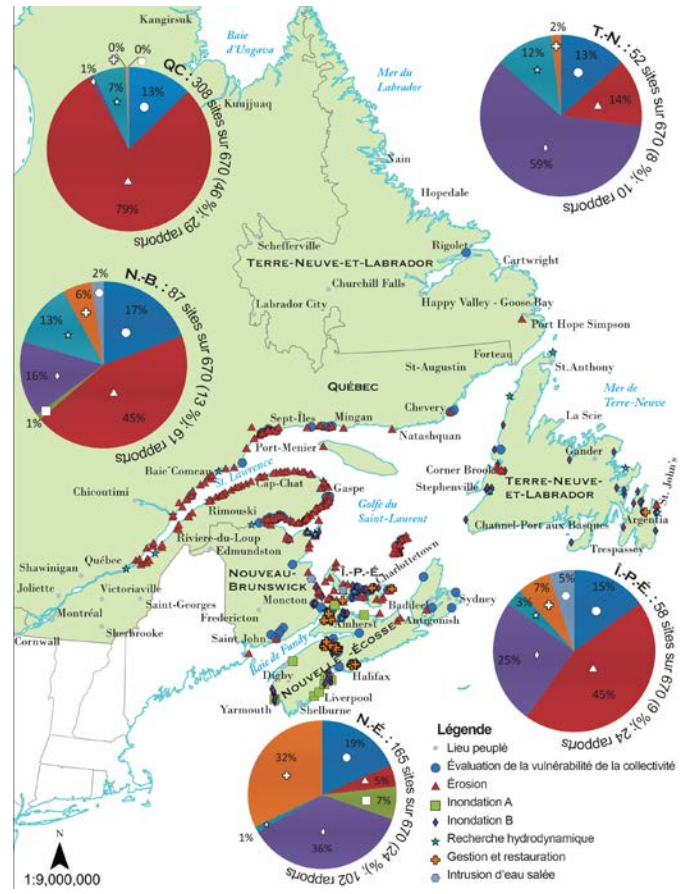 Kangirsuk
Baie
d'Ungava
Kuujjuaq
Mer du
Labrador
QC : 308 sites sur 670 (46 %); 29 rapports
0%
0%
1%
7%
13%
79%
T.-N. : 52 sites sur 670 (8 %); 10 rapports
2%
12%
13%
14%
59%
Nain
Hopedale
Schefferville
Rigolet
TERRE-NEUVE-ET-LABRADOR
Cartwright
Churchill Falls
Labrador City
Happy Valley - Goose Bay
Port Hope Simpson
N.-B. : 87 sites sur 670 (13 %); 61 rapports
2%
6%
17%
13%
16%
1%
45%
Forteau
St-Augustin
St.Anthony
QUÉBEC
Mer de
Terre-Neuve
Chevery
La Scie
Sept-Îles
Mingan
Natashquan
Gander
Port-Menier
Corner Brook
St. John's
Baie Comeau
St. Lawrence
Stephenville
TERRE-NEUVE-
ET-LABRADOR
Chicoutimi
Cap-Chat
Gaspe
Argentia
Rimouski
Golfe du
Saint-Laurent
Channel-Port aux Basques
Trespassey
Riviere-du-Loup
Edmundston
Québec
Î.-P.-É.
Charlottetown
Shawinigan
NOUVEAU-
BRUNSWICK
Joliette
Victoriaville
Moncton
Baddeck
Sydney
Saint-Georges
Montréal
Fredericton
Amherst
Antigonish
Sherbrooke
Cornwall
Saint John
Baie de Fundy
NOUVELLE-ÉCOSSE
Digby
Halifax
Liverpool
Yarmouth
Shelburne
Î.-P.-É. : 58 sites sur 670 (9 %); 24 rapports
5%
7%
15%
3%
25%
45%
N.-É. : 165 sites sur 670 (24 %); 102 rapports
32%
19%
5%
7%
1%
36%
Légende
Lieu peuplé
Évaluation de la vulnérabilité de la collectivité
Érosion
Inondation A
Inondation B
Recherche hydrodynamique
Gestion et restauration
Intrusion d'eau salée
N
1:9,000,000